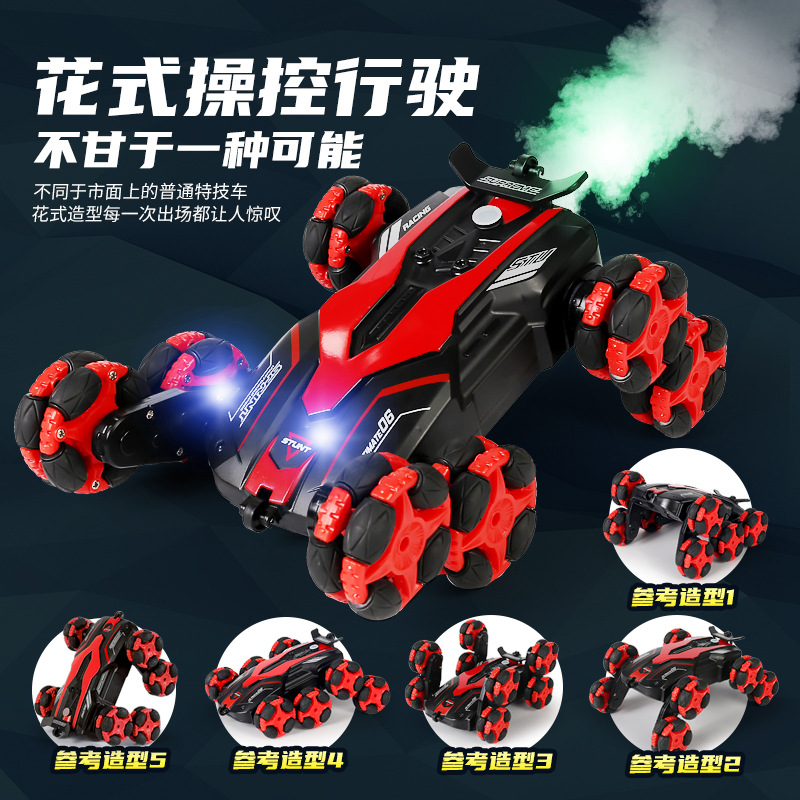 花式操控行驶
不甘于一种可能
不同于市面上的普通特技车
花式造型每一次出场都让人惊叹
RACING
STUNT
参考造型1
参考造型5
参考造型4
参考造型3
参考造型2